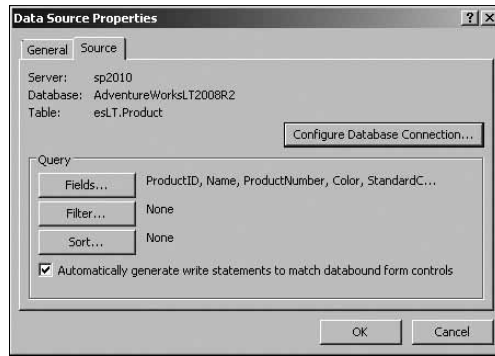 Data Source Properties
General Source
Server: sp2010
Database: AdventureWorksLT2008R2
Table: esLT.Product
Configure Database Connection...
Query
Fields... ProductID, Name, ProductNumber, Color, StandardC...
Filter... None
Sort... None
Automatically generate write statements to match databound form controls
OK Cancel